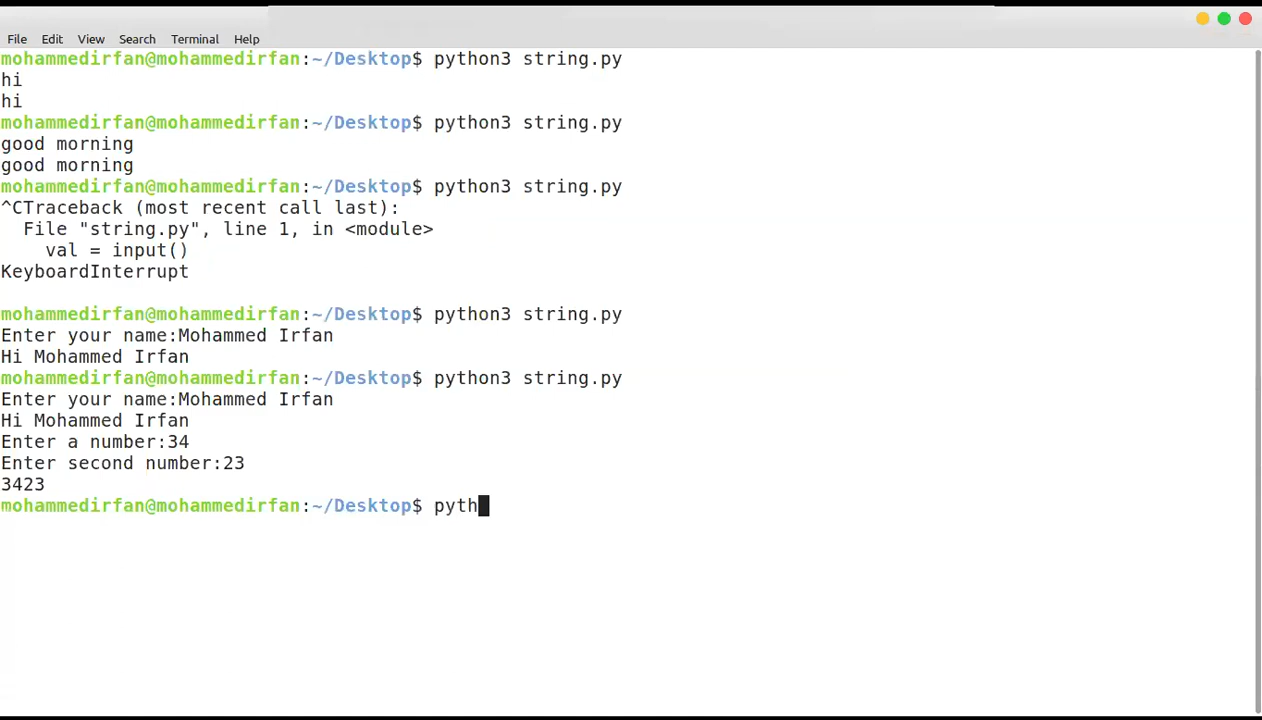 File Edit View Search Terminal Help
mohammedirfan@mohammedirfan:~/Desktop$ python3 string.py
hi
hi
mohammedirfan@mohammedirfan:~/Desktop$ python3 string.py
good morning
good morning
mohammedirfan@mohammedirfan:~/Desktop$ python3 string.py
^CTraceback (most recent call last):
  File "string.py", line 1, in <module>
    val = input()
KeyboardInterrupt

mohammedirfan@mohammedirfan:~/Desktop$ python3 string.py
Enter your name:Mohammed Irfan
Hi Mohammed Irfan
mohammedirfan@mohammedirfan:~/Desktop$ python3 string.py
Enter your name:Mohammed Irfan
Hi Mohammed Irfan
Enter a number:34
Enter second number:23
3423
mohammedirfan@mohammedirfan:~/Desktop$ pyth